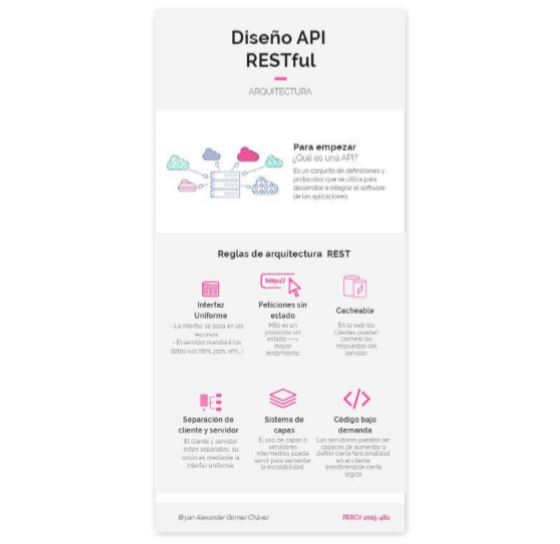 Diseño API
RESTful
ARQUITECTURA
Para empezar
¿Qué es una API?
Es un conjunto de definiciones y
protocolos que se utiliza para
desarrollar e integrar el software
de las aplicaciones.
Reglas de arquitectura REST
http://
Interfaz
Uniforme
- La interfaz se basa en los
recursos
- El servidor mandará los
datos (vía html, json, xml...)
Peticiones sin
estado
Http es un
protocolo sin
estado --->
mayor
rendimiento.
Cacheable
En la web los
clientes pueden
cachear las
respuestas del
servidor.
Separación de
cliente y servidor
El cliente y servidor
están separados, su
unión es mediante la
interfaz uniforme.
Sistema de
capas
El uso de capas o
servidores
intermedios puede
servir para aumentar
la escalabilidad.
Código bajo
demanda
Los servidores pueden ser
capaces de aumentar o
definir cierta funcionalidad
en el cliente
transfiriéndole cierta
lógica
Bryan Alexander Gomez Chávez